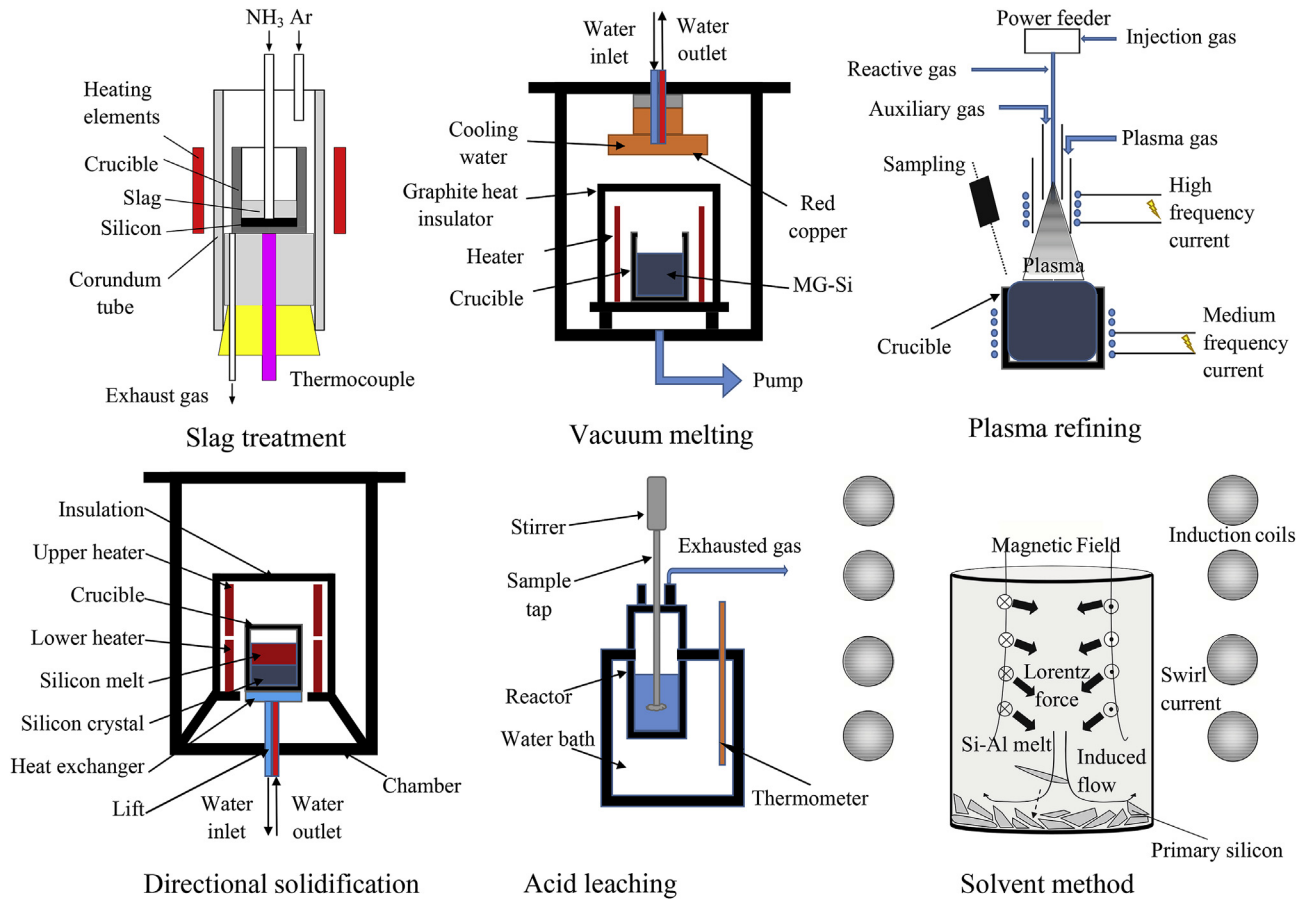 NH3 Ar
Heating
elements
Crucible
Slag
Silicon
Corundum
tube
Thermocouple
Exhaust gas
Slag treatment
Water
inlet
Water
outlet
Cooling
water
Graphite heat
insulator
Red
copper
Heater
Crucible
MG-Si
Pump
Vacuum melting
Power feeder
Injection gas
Reactive gas
Auxiliary gas
Plasma gas
Sampling
High
frequency
current
Plasma
Crucible
Medium
frequency
current
Plasma refining
Insulation
Upper heater
Crucible
Lower heater
Silicon melt
Silicon crystal
Heat exchanger
Lift
Water
inlet
Water
outlet
Chamber
Directional solidification
Stirrer
Exhausted gas
Sample
tap
Reactor
Water bath
Thermometer
Acid leaching
Induction coils
Magnetic Field
Lorentz
force
Swirl
current
Si-Al melt
Induced
flow
Primary silicon
Solvent method